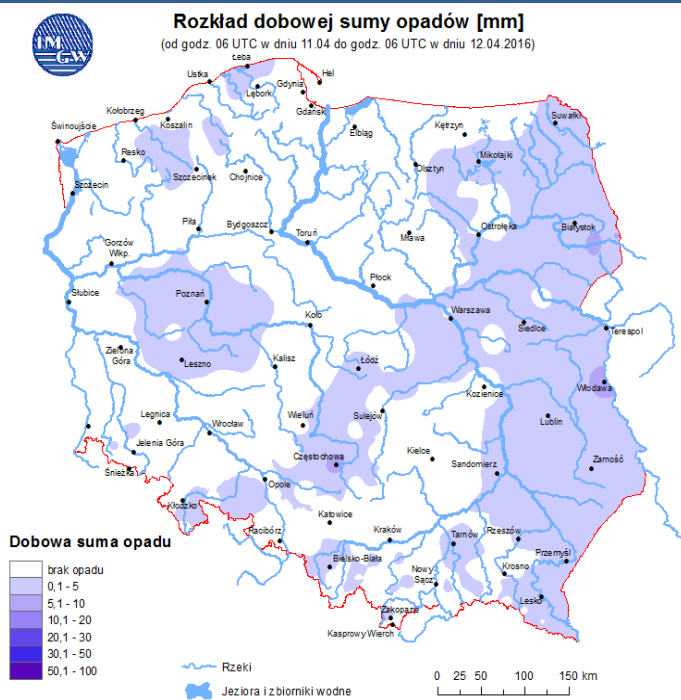 Rozkład dobowej sumy opadów [mm]
(od godz. 06 UTC w dniu 11.04 do godz. 06 UTC w dniu 12.04.2016)
IM
GW
Łeba
Hel
Ustka
Lębork
Gdynia
Gdańsk
Kołobrzeg
Koszalin
Świnoujście
Elbląg
Kętrzyn
Suwałki
Resko
Mikołajki
Szczecinek
Chojnice
Olsztyn
Szczecin
Piła
Bydgoszcz
Toruń
Mława
Ostrołęka
Białystok
Gorzów
Wlkp.
Płock
Słubice
Poznań
Koło
Warszawa
Siedlce
Terespol
Zielona
Góra
Leszno
Kalisz
Łódź
Kozienice
Włodawa
Legnica
Wrocław
Wieluń
Sulejów
Lublin
Jelenia Góra
Częstochowa
Kielce
Sandomierz
Zamość
Śnieżka
Opole
Kłodzko
Katowice
Racibórz
Kraków
Tarnów
Rzeszów
Przemyśl
Bielsko-Biała
Nowy
Sącz
Krosno
Lesko
Zakopane
Kasprowy Wierch
Dobowa suma opadu
brak opadu
0,1 - 5
5,1 - 10
10,1 - 20
20,1 - 30
30,1 - 50
50,1 - 100
Rzeki
Jeziora i zbiorniki wodne
0 25 50 100 150 km